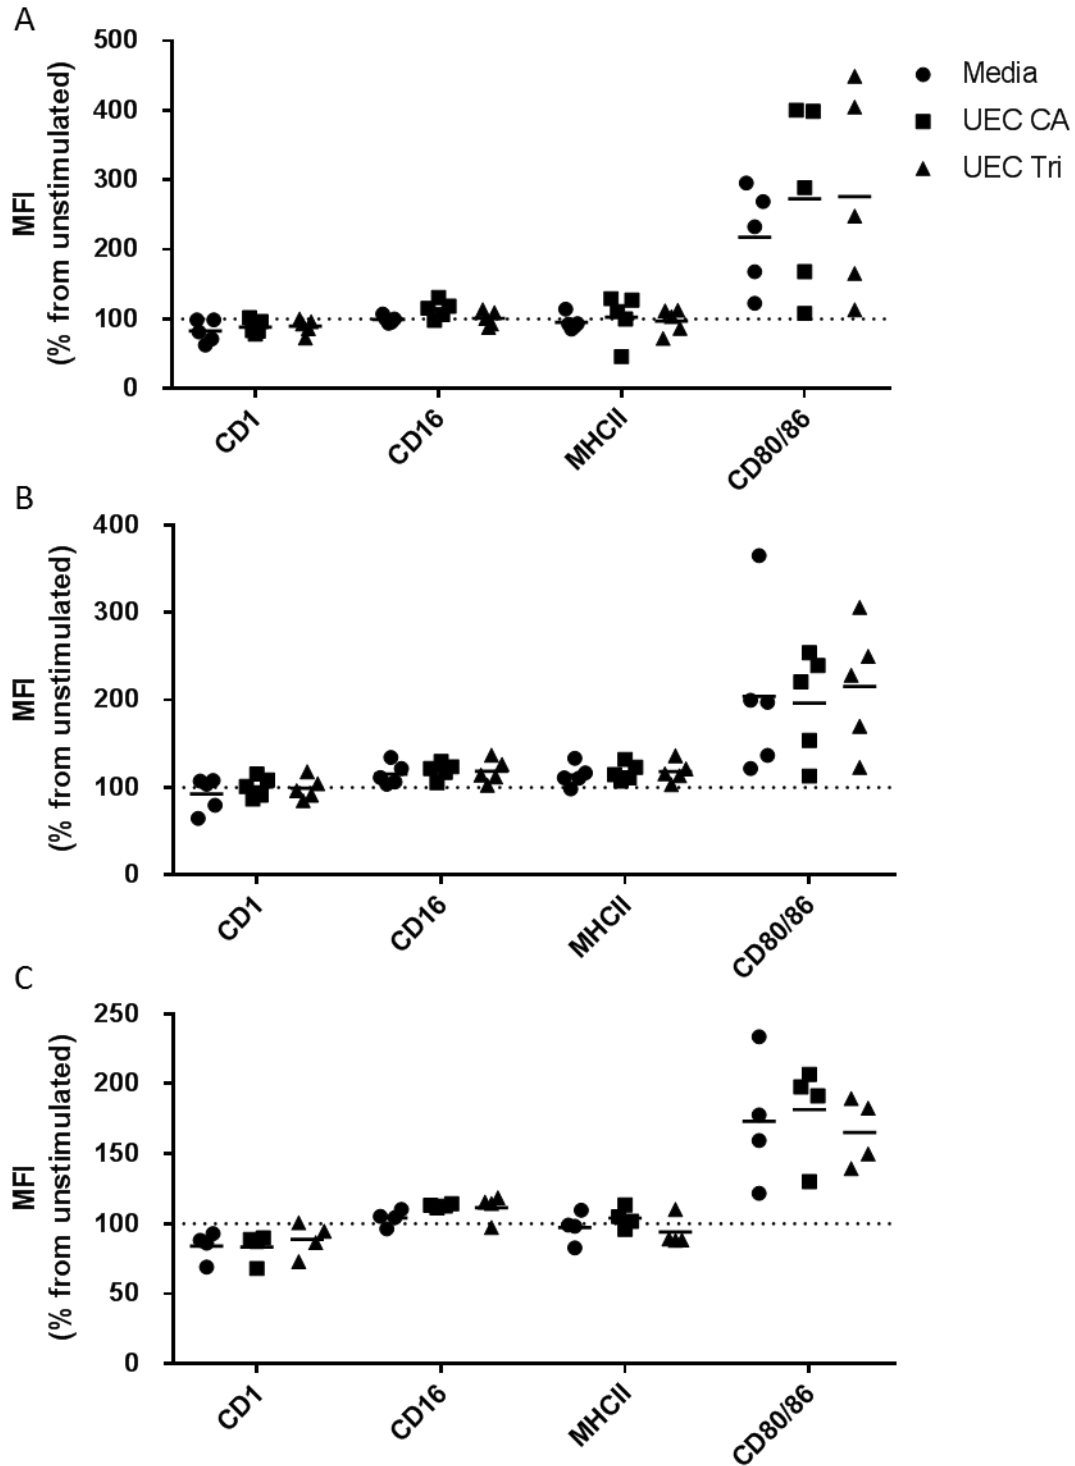 A
500
400
300
200
100
0
MFI
(% from unstimulated)
CD1
CD16
MHCII
CD80/86
Media
UEC CA
UEC Tri
B
400
300
200
100
0
MFI
(% from unstimulated)
CD1
CD16
MHCII
CD80/86
C
250
200
150
100
50
0
MFI
(% from unstimulated)
CD1
CD16
MHCII
CD80/86